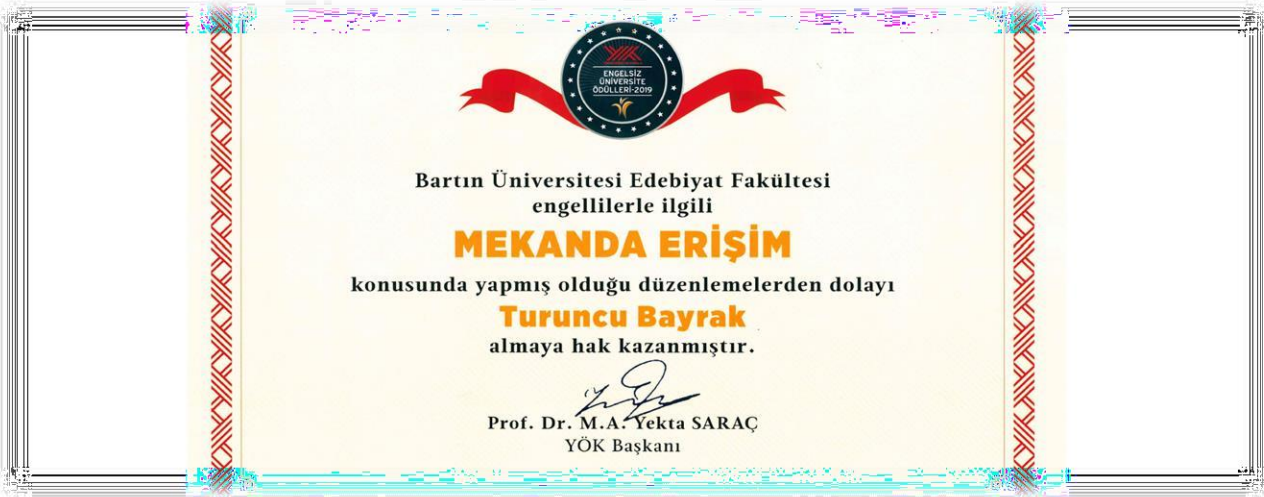 ENGELSİZ
ÜNİVERSİTE
ÖDÜLLERİ-2019
Bartın Üniversitesi Edebiyat Fakültesi
engellilerle ilgili
MEKANDA ERİŞİM
konusunda yapmış olduğu düzenlemelerden dolayı
Turuncu Bayrak
almaya hak kazanmıştır.
Prof. Dr. M.A. Yekta SARAÇ
YÖK Başkanı